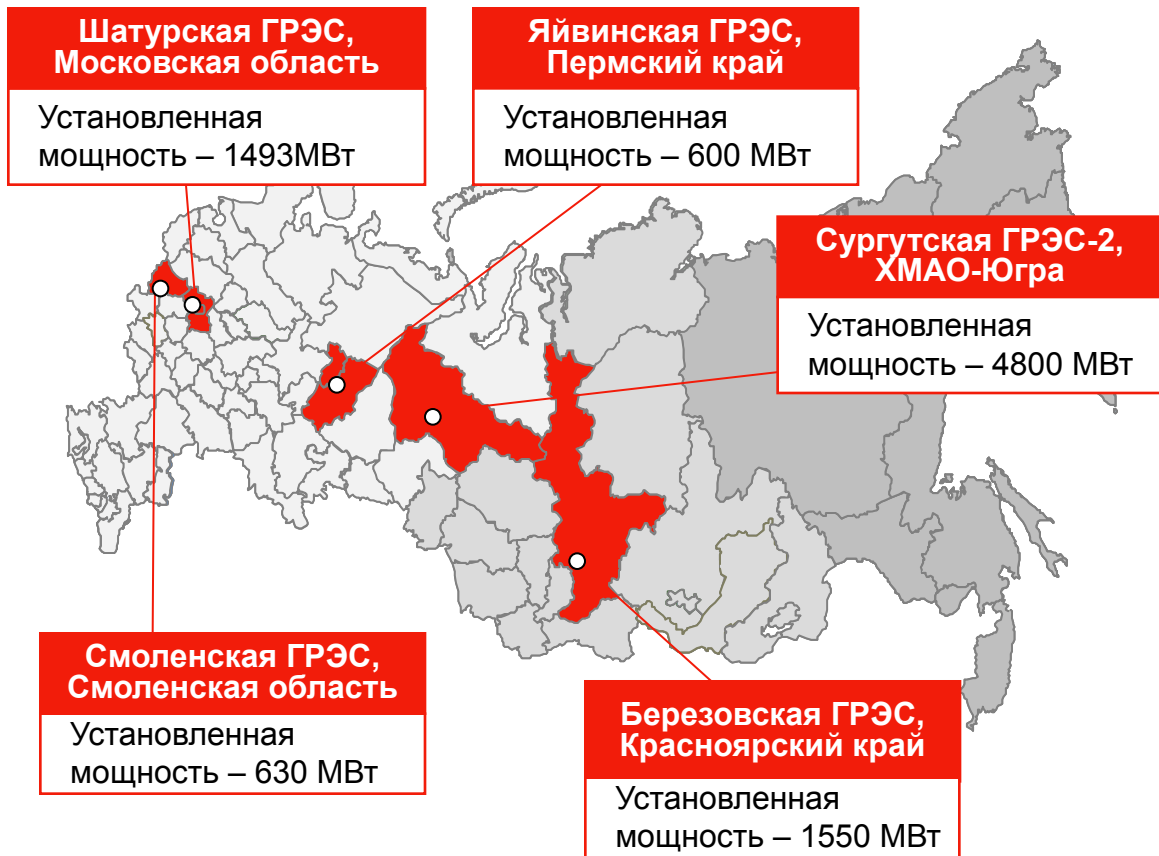 Шатурская ГРЭС,
Московская область
Установленная
мощность – 1493МВт
Яйвинская ГРЭС,
Пермский край
Установленная
мощность – 600 МВт
Сургутская ГРЭС-2,
ХМАО-Югра
Установленная
мощность – 4800 МВт
Смоленская ГРЭС,
Смоленская область
Установленная
мощность – 630 МВт
Березовская ГРЭС,
Красноярский край
Установленная
мощность – 1550 МВт